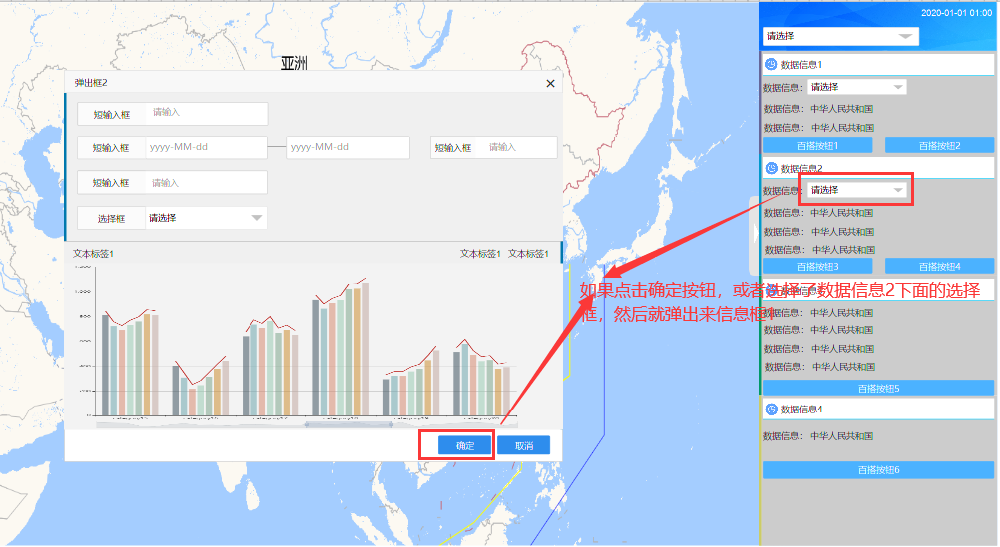 亚洲
弹出框2
短输入框 请输入
短输入框 yyyy-MM-dd yyyy-MM-dd 短输入框 请输入
短输入框 请输入
选择框 请选择
文本标签1 文本标签1 文本标签1
确定 取消
如果点击确定按钮，或者选择了数据信息2下面的选择
框，然后就弹出来信息框1
2020-01-01 01:00
请选择
数据信息1
数据信息： 请选择
数据信息： 中华人民共和国
数据信息： 中华人民共和国
百搭按钮1 百搭按钮2
数据信息2
数据信息: 请选择
数据信息： 中华人民共和国
数据信息： 中华人民共和国
数据信息： 中华人民共和国
百搭按钮3 百搭按钮4
数据信息： 中华人民共和国
数据信息： 中华人民共和国
数据信息： 中华人民共和国
数据信息： 中华人民共和国
百搭按钮5
数据信息4
数据信息： 中华人民共和国
百搭按钮6